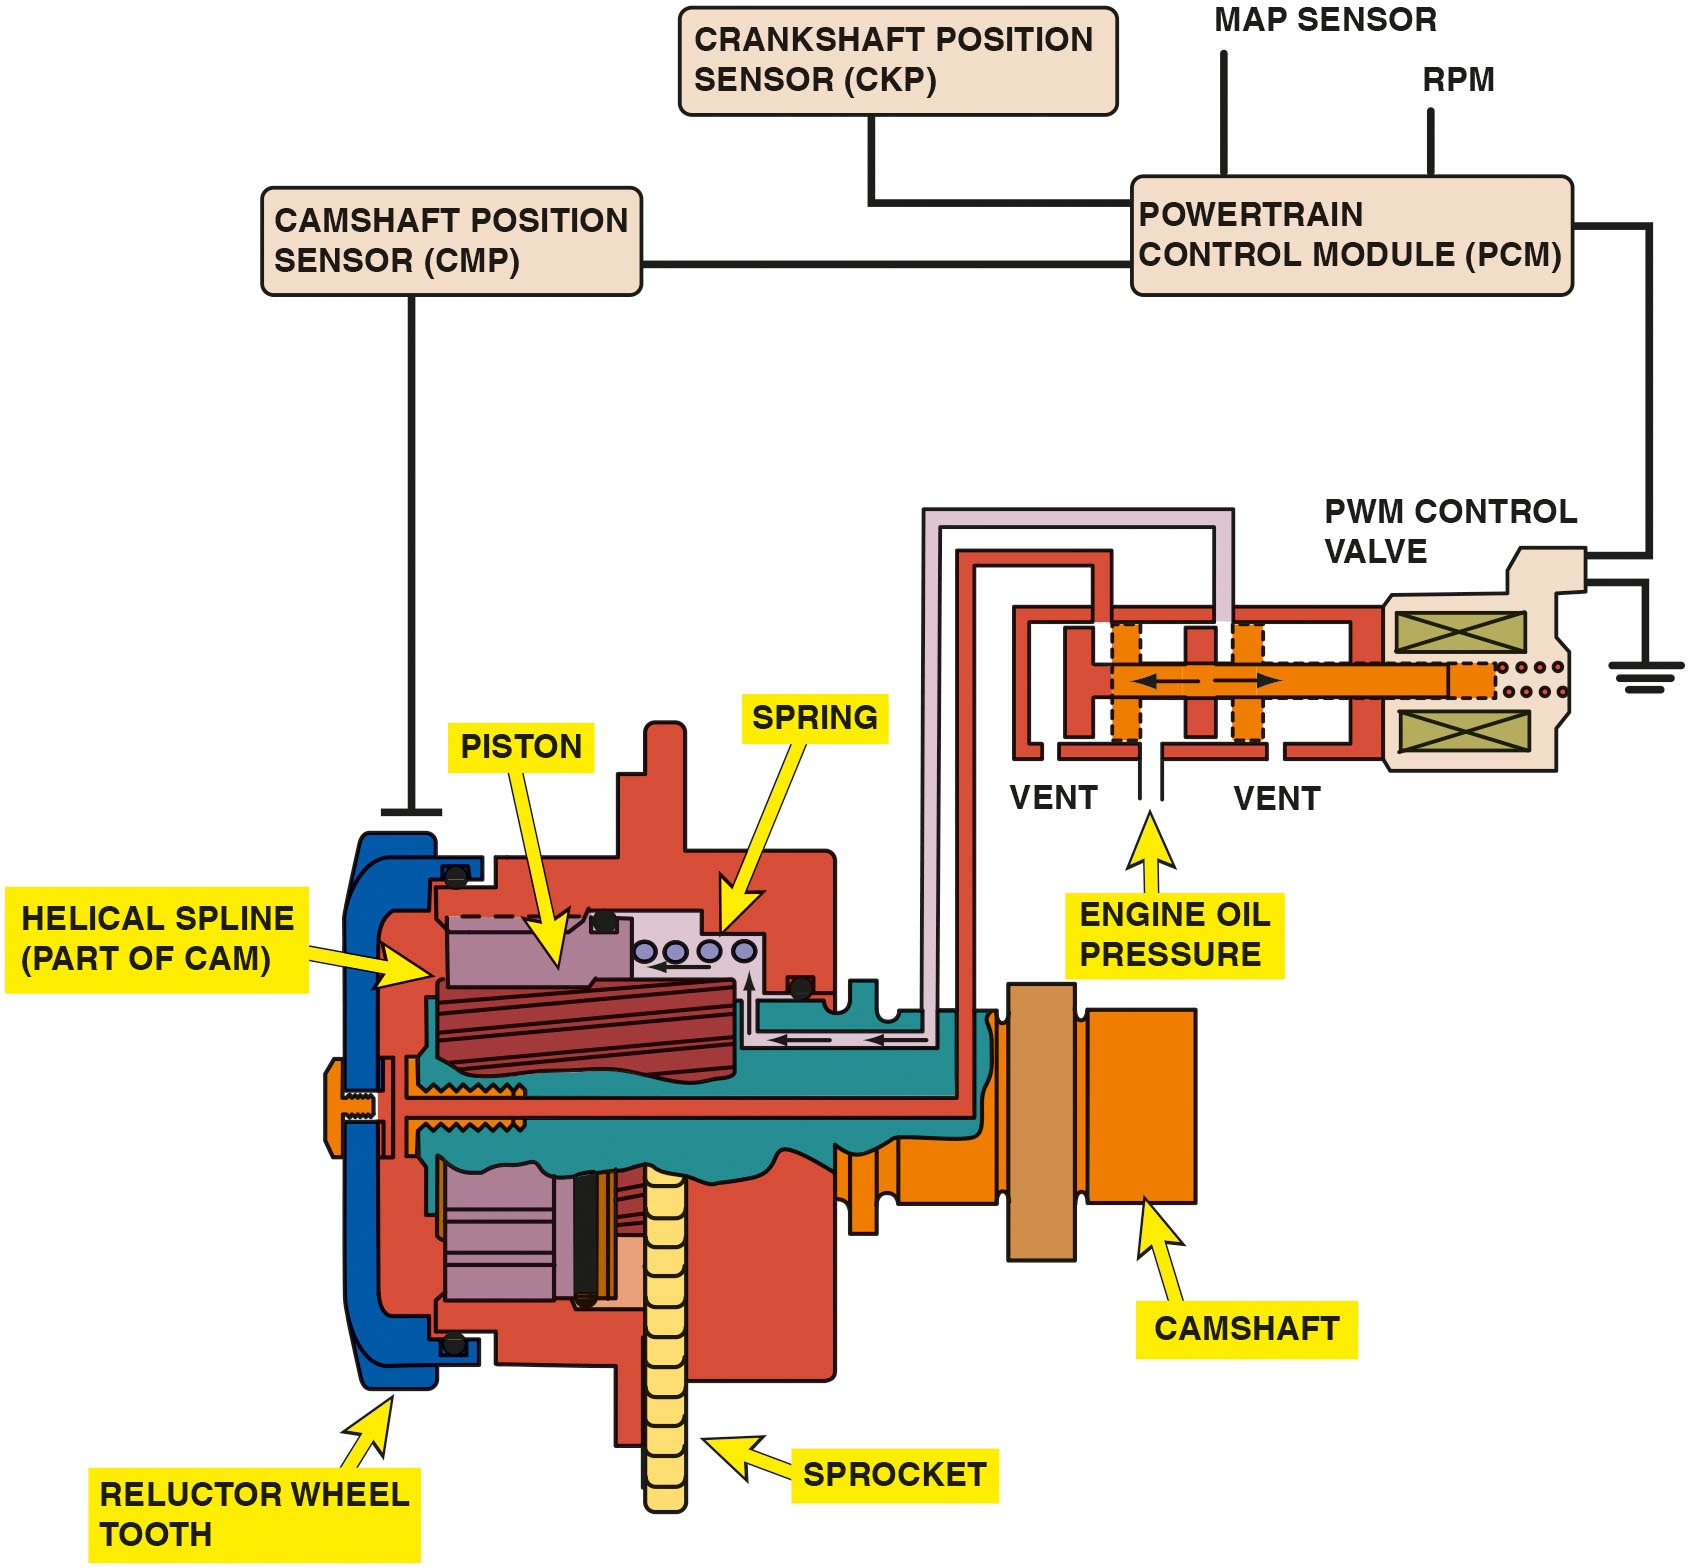 MAP SENSOR
CRANKSHAFT POSITION
SENSOR (CKP)
RPM
CAMSHAFT POSITION
SENSOR (CMP)
POWERTRAIN
CONTROL MODULE (PCM)
PWM CONTROL
VALVE
SPRING
PISTON
VENT
VENT
HELICAL SPLINE
(PART OF CAM)
ENGINE OIL
PRESSURE
CAMSHAFT
SPROCKET
RELUCTOR WHEEL
TOOTH